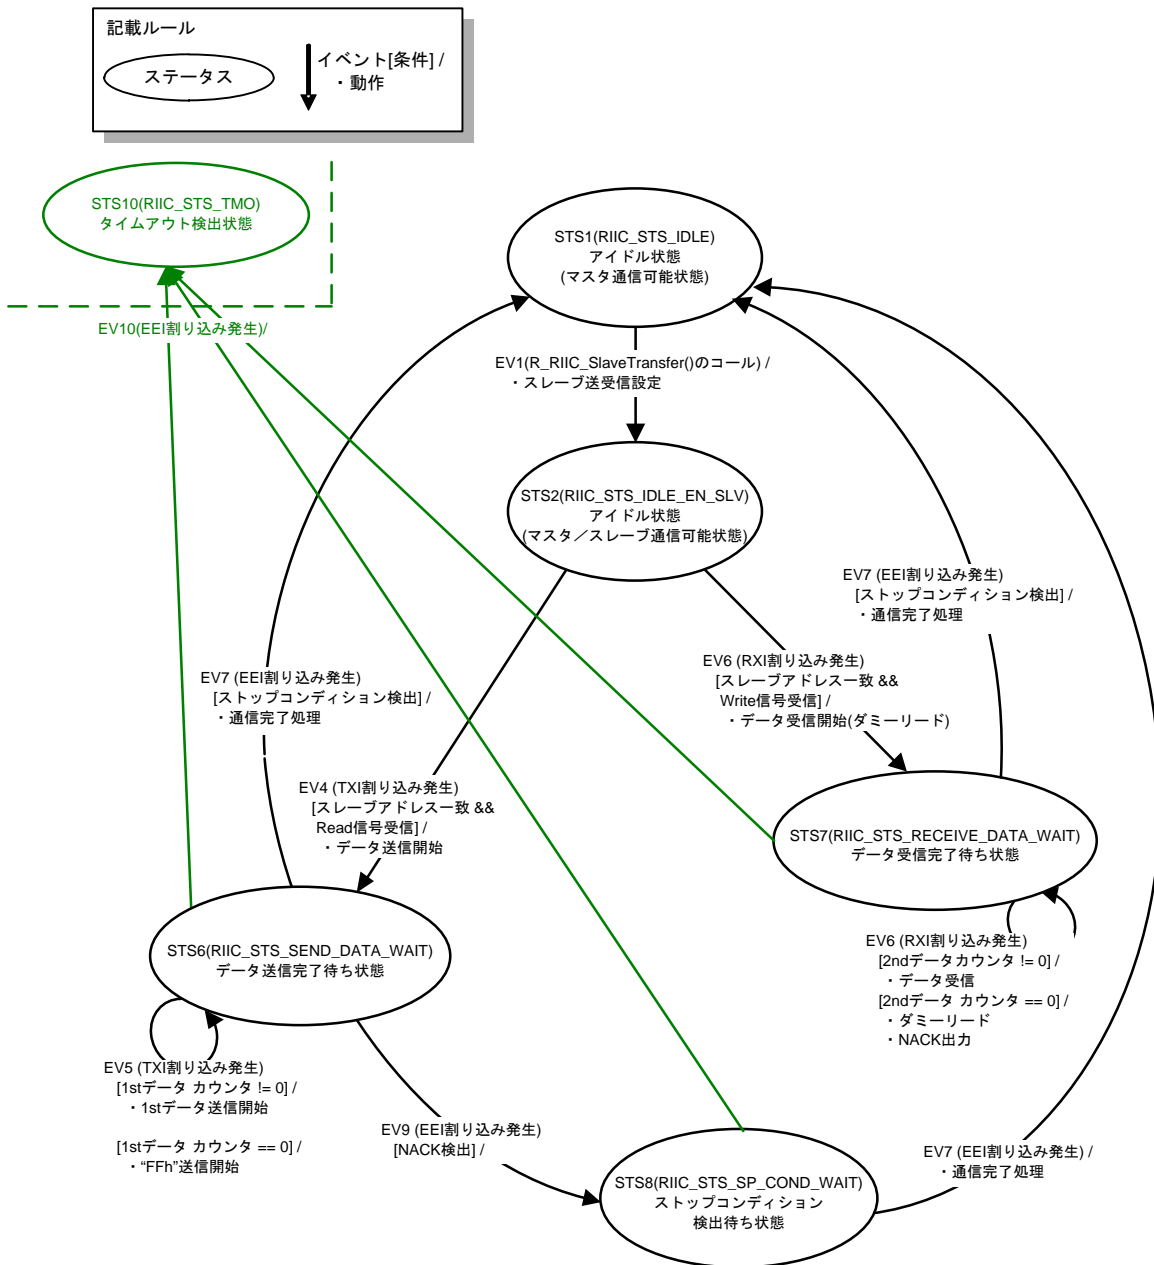 記載ルール
ステータス
イベント[条件] /
・動作
STS10(RIIC_STS_TMO)
タイムアウト検出状態
EV10(EEI割り込み発生)/
STS1(RIIC_STS_IDLE)
アイドル状態
(マスタ通信可能状態)
EV1(R_RIIC_SlaveTransfer()のコール) /
・スレーブ送受信設定
STS2(RIIC_STS_IDLE_EN_SLV)
アイドル状態
(マスタ／スレーブ通信可能状態)
EV7 (EEI割り込み発生)
[ストップコンディション検出] /
・通信完了処理
EV6 (RXI割り込み発生)
[スレーブアドレス一致 &&
Write信号受信] /
・データ受信開始(ダミーリード)
EV7 (EEI割り込み発生)
[ストップコンディション検出] /
・通信完了処理
EV4 (TXI割り込み発生)
[スレーブアドレス一致 &&
Read信号受信] /
・データ送信開始
STS7(RIIC_STS_RECEIVE_DATA_WAIT)
データ受信完了待ち状態
EV6 (RXI割り込み発生)
[2ndデータカウンタ != 0] /
・データ受信
[2ndデータ カウンタ == 0] /
・ダミーリード
・NACK出力
STS6(RIIC_STS_SEND_DATA_WAIT)
データ送信完了待ち状態
EV5 (TXI割り込み発生)
[1stデータ カウンタ != 0] /
・1stデータ送信開始
[1stデータ カウンタ == 0] /
・“FFh”送信開始
EV9 (EEI割り込み発生)
[NACK検出] /
STS8(RIIC_STS_SP_COND_WAIT)
ストップコンディション
検出待ち状態
EV7 (EEI割り込み発生) /
・通信完了処理